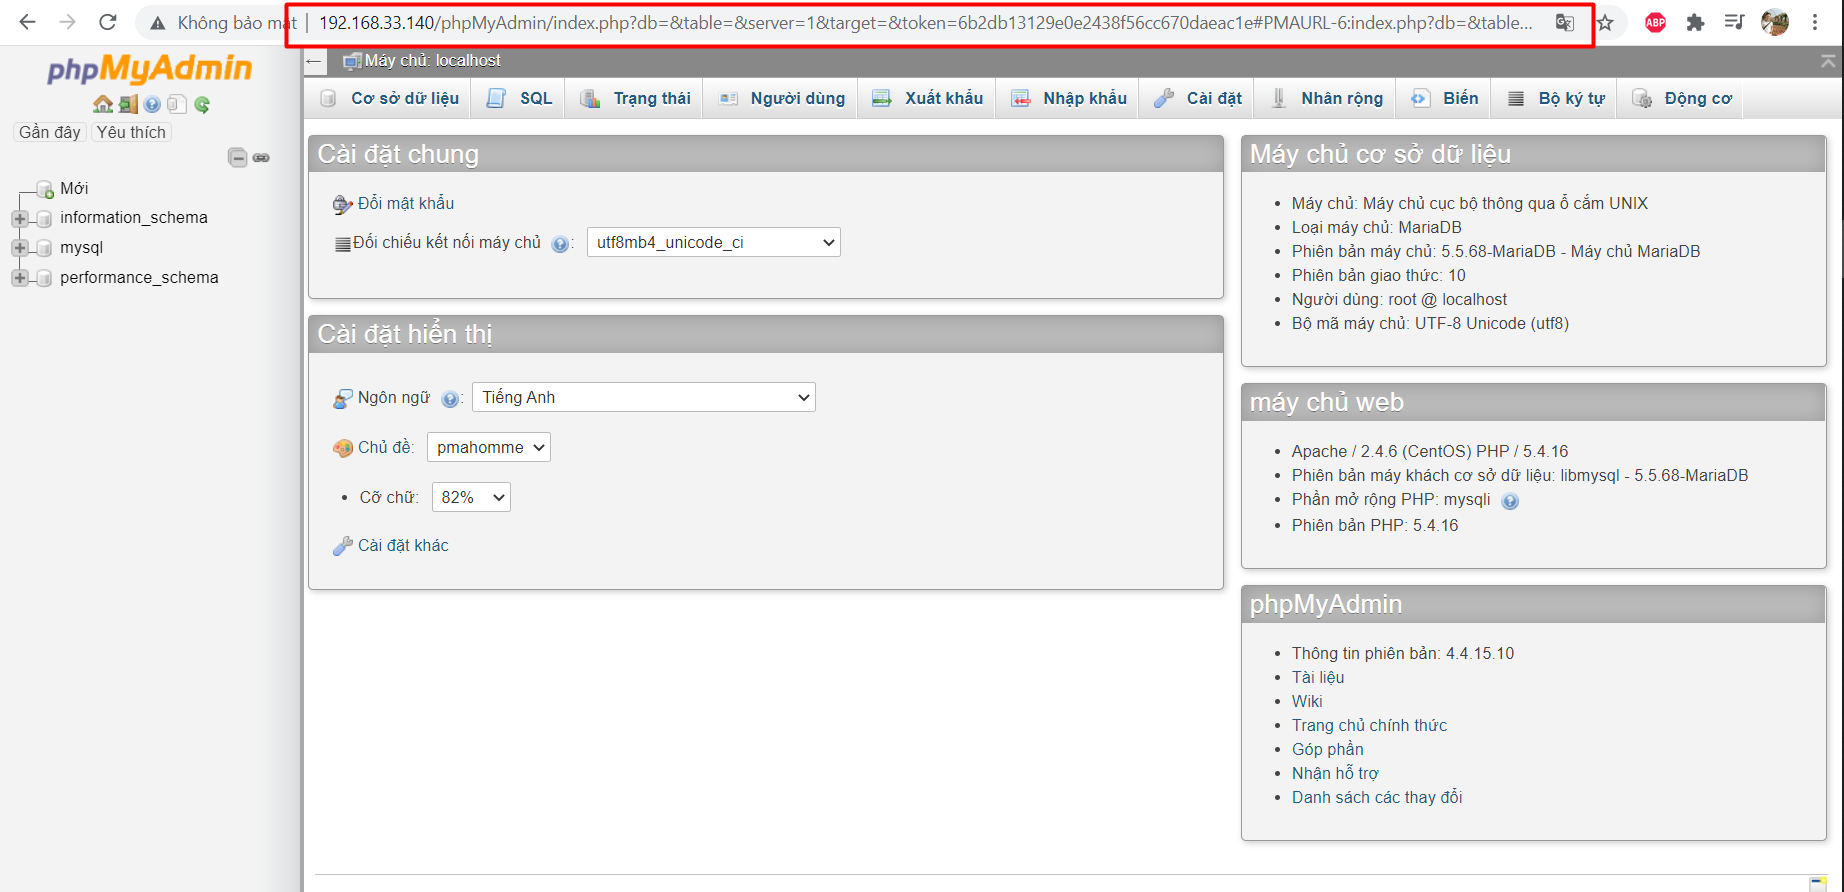 Không bảo mật
192.168.33.140/phpMyAdmin/index.php?db=&table=&server=1&target=&token=6b2db13129e0e2438f56cc670daeac1e#PMAURL-6:index.php?db=&table...
ABP
phpMyAdmin
Gần đây Yêu thích
Mới
information_schema
mysql
performance_schema
Máy chủ: localhost
Cơ sở dữ liệu SQL Trạng thái Người dùng Xuất khẩu Nhập khẩu Cài đặt Nhân rộng Biến Bộ ký tự Động cơ
Cài đặt chung
Đổi mật khẩu
Đối chiếu kết nối máy chủ : utf8mb4_unicode_ci
Cài đặt hiển thị
Ngôn ngữ : Tiếng Anh
Chủ đề: pmahomme
Cỡ chữ: 82%
Cài đặt khác
Máy chủ cơ sở dữ liệu
Máy chủ: Máy chủ cục bộ thông qua ổ cắm UNIX
Loại máy chủ: MariaDB
Phiên bản máy chủ: 5.5.68-MariaDB - Máy chủ MariaDB
Phiên bản giao thức: 10
Người dùng: root @ localhost
Bộ mã máy chủ: UTF-8 Unicode (utf8)
máy chủ web
Apache / 2.4.6 (CentOS) PHP / 5.4.16
Phiên bản máy khách cơ sở dữ liệu: libmysql - 5.5.68-MariaDB
Phần mở rộng PHP: mysqli
Phiên bản PHP: 5.4.16
phpMyAdmin
Thông tin phiên bản: 4.4.15.10
Tài liệu
Wiki
Trang chủ chính thức
Góp phần
Nhận hỗ trợ
Danh sách các thay đổi